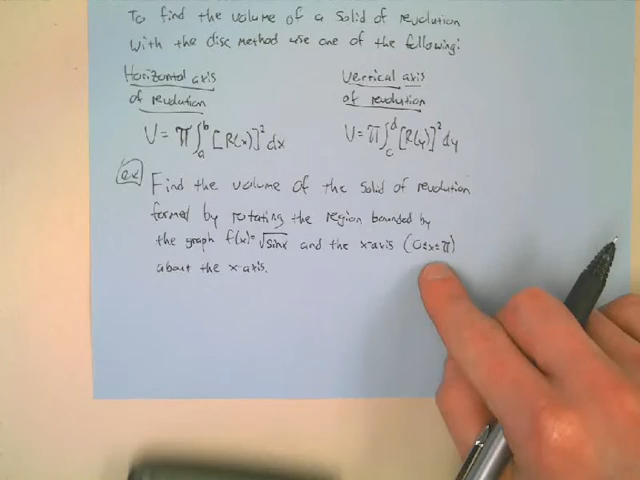 To find the volume of a solid of revolution
with the disc method use one of the following:
Horizontal axis of revolution
V = π∫ₐᵇ [R(x)]² dx
Vertical axis of revolution
V = π∫_c^d [R(y)]² dy
ex) Find the volume of the solid of revolution
formed by rotating the region bounded by
the graph f(x) = √sinx and the x-axis (0≤x≤π)
about the x-axis.